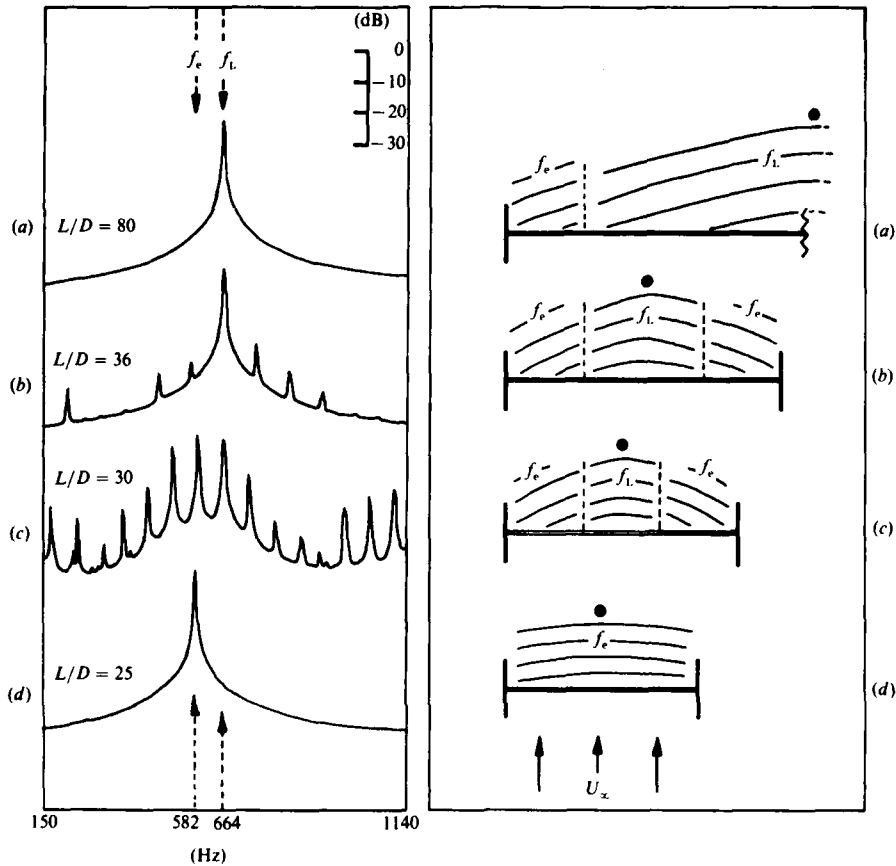 (dB)
0
−10
−20
−30
f_e f_L
(a) L/D = 80
(b) L/D = 36
(c) L/D = 30
(d) L/D = 25
150 582 664 1140
(Hz)
f_e f_L (a)
f_e f_L f_e (b)
f_e f_L f_e (c)
f_e (d)
U_∞